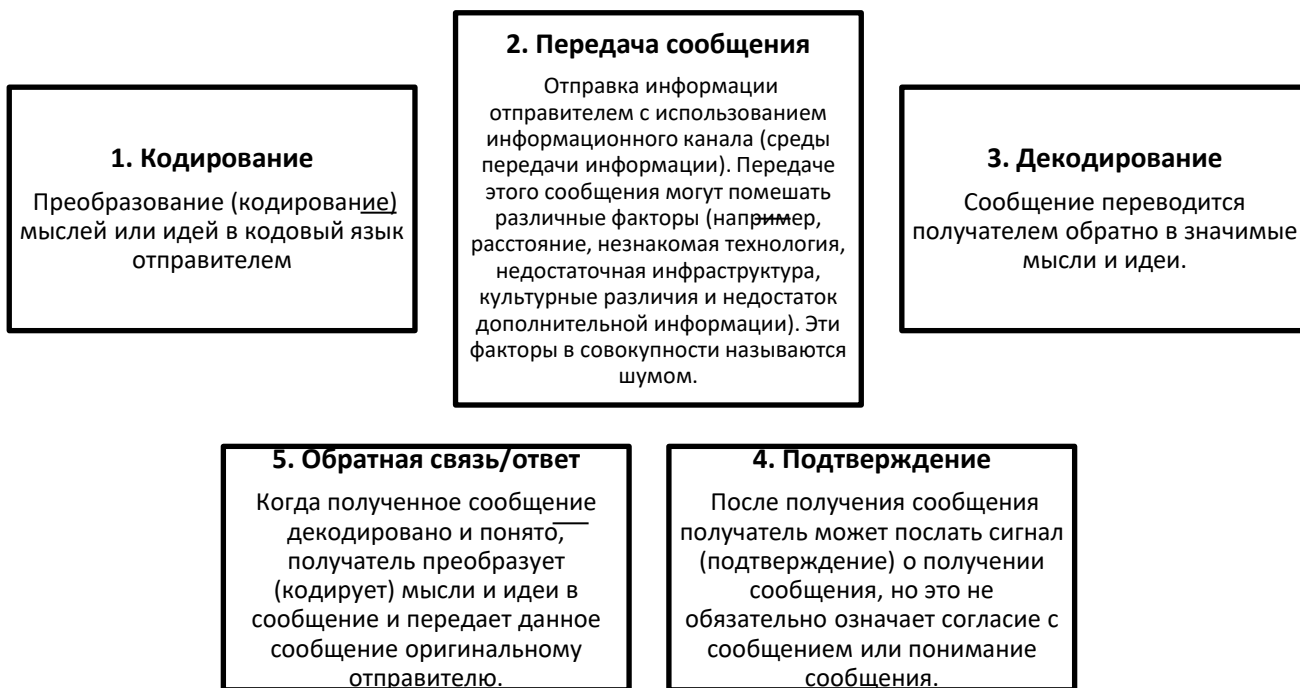 1. Кодирование
Преобразование (кодирование)
мыслей или идей в кодовый язык
отправителем
2. Передача сообщения
Отправка информации
отправителем с использованием
информационного канала (среды
передачи информации). Передаче
этого сообщения могут помешать
различные факторы (например,
расстояние, незнакомая технология,
недостаточная инфраструктура,
культурные различия и недостаток
дополнительной информации). Эти
факторы в совокупности называются
шумом.
3. Декодирование
Сообщение переводится
получателем обратно в значимые
мысли и идеи.
5. Обратная связь/ответ
Когда полученное сообщение
декодировано и понято,
получатель преобразует
(кодирует) мысли и идеи в
сообщение и передает данное
сообщение оригинальному
отправителю.
4. Подтверждение
После получения сообщения
получатель может послать сигнал
(подтверждение) о получении
сообщения, но это не
обязательно означает согласие с
сообщением или понимание
сообщения.